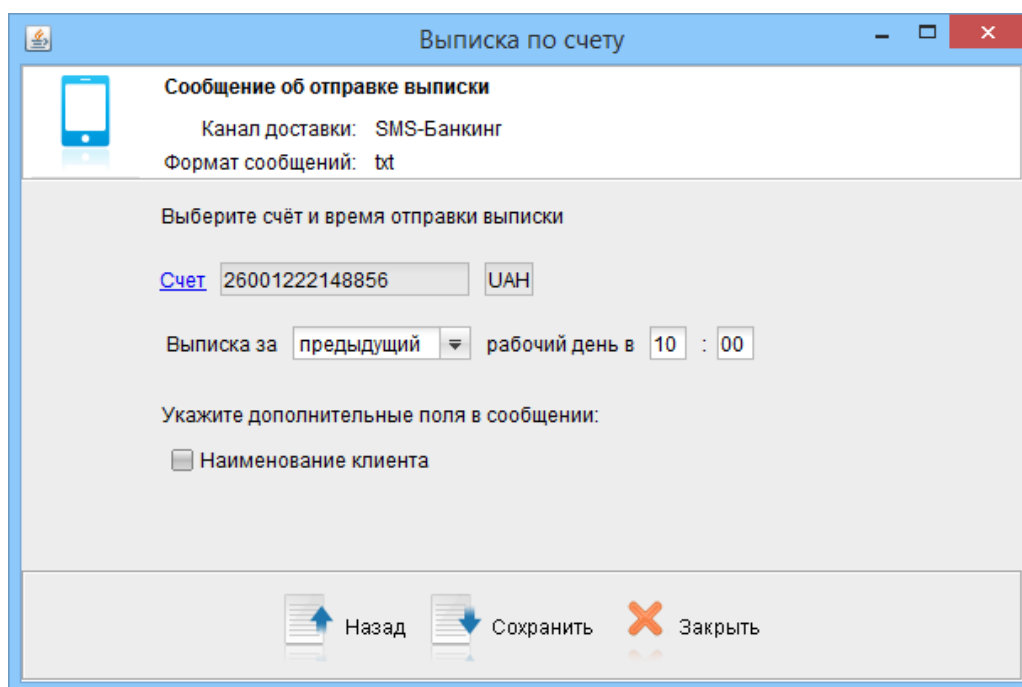 Выписка по счету
Сообщение об отправке выписки
Канал доставки: SMS-Банкинг
Формат сообщений: txt
Выберите счёт и время отправки выписки
Счет 26001222148856 UAH
Выписка за предыдущий рабочий день в 10 : 00
Укажите дополнительные поля в сообщении:
Наименование клиента
Назад Сохранить Закрыть